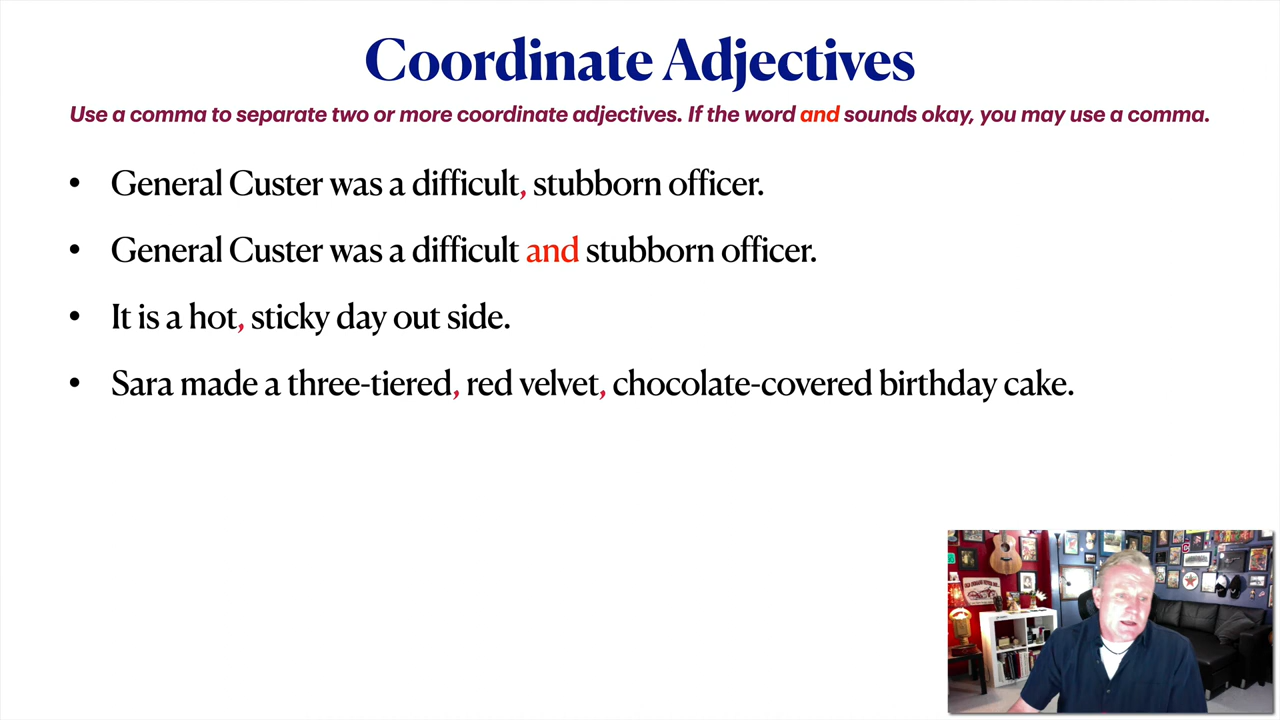 Coordinate Adjectives
Use a comma to separate two or more coordinate adjectives. If the word and sounds okay, you may use a comma.
• General Custer was a difficult, stubborn officer.
• General Custer was a difficult and stubborn officer.
• It is a hot, sticky day out side.
• Sara made a three-tiered, red velvet, chocolate-covered birthday cake.